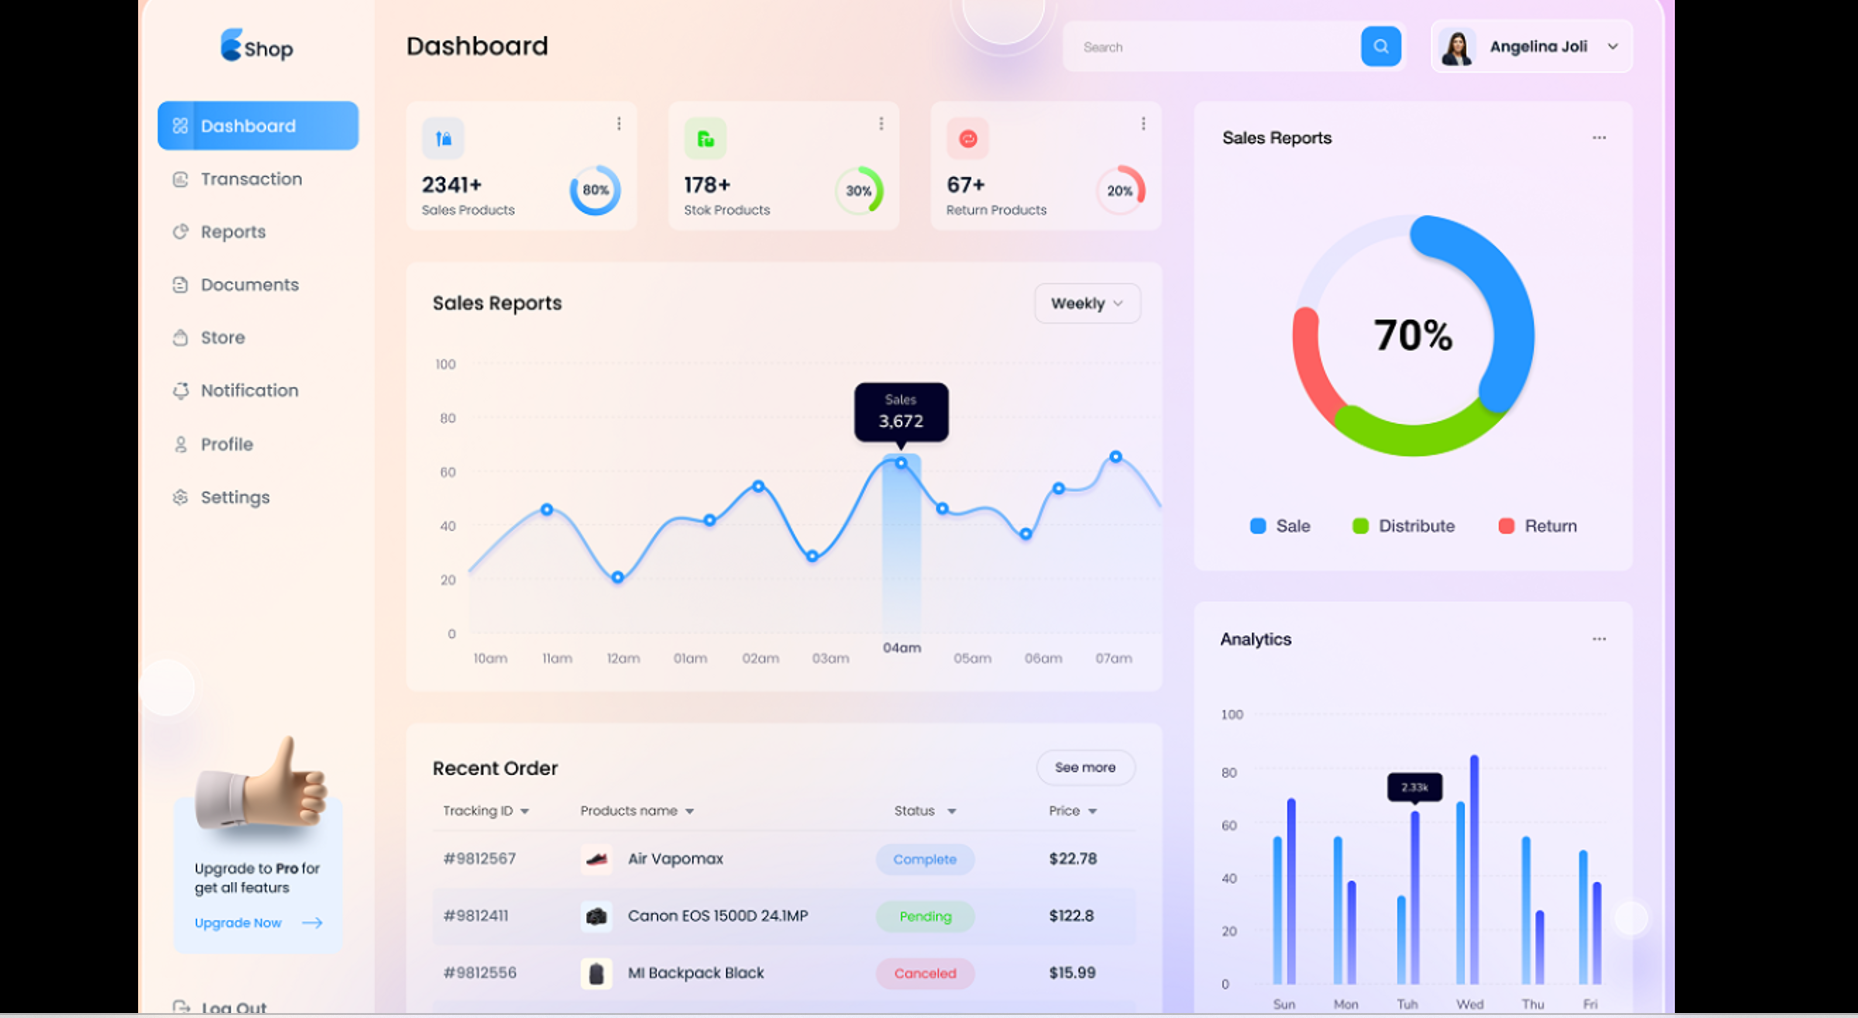 Shop
Dashboard
Search
Angelina Joli
Dashboard
Transaction
Reports
Documents
Store
Notification
Profile
Settings
Upgrade to Pro for
get all featurs
Upgrade Now
Log Out
2341+
Sales Products
80%
178+
Stok Products
30%
67+
Return Products
20%
Sales Reports
Weekly
100
80
60
40
20
0
Sales
3,672
10am 11am 12am 01am 02am 03am 04am 05am 06am 07am
Recent Order
See more
Tracking ID Products name Status Price
#9812567 Air Vapomax Complete $22.78
#9812411 Canon EOS 1500D 24.1MP Pending $122.8
#9812556 MI Backpack Black Canceled $15.99
Sales Reports
70%
Sale Distribute Return
Analytics
100
80
60
40
20
0
2.33k
Sun Mon Tuh Wed Thu Fri